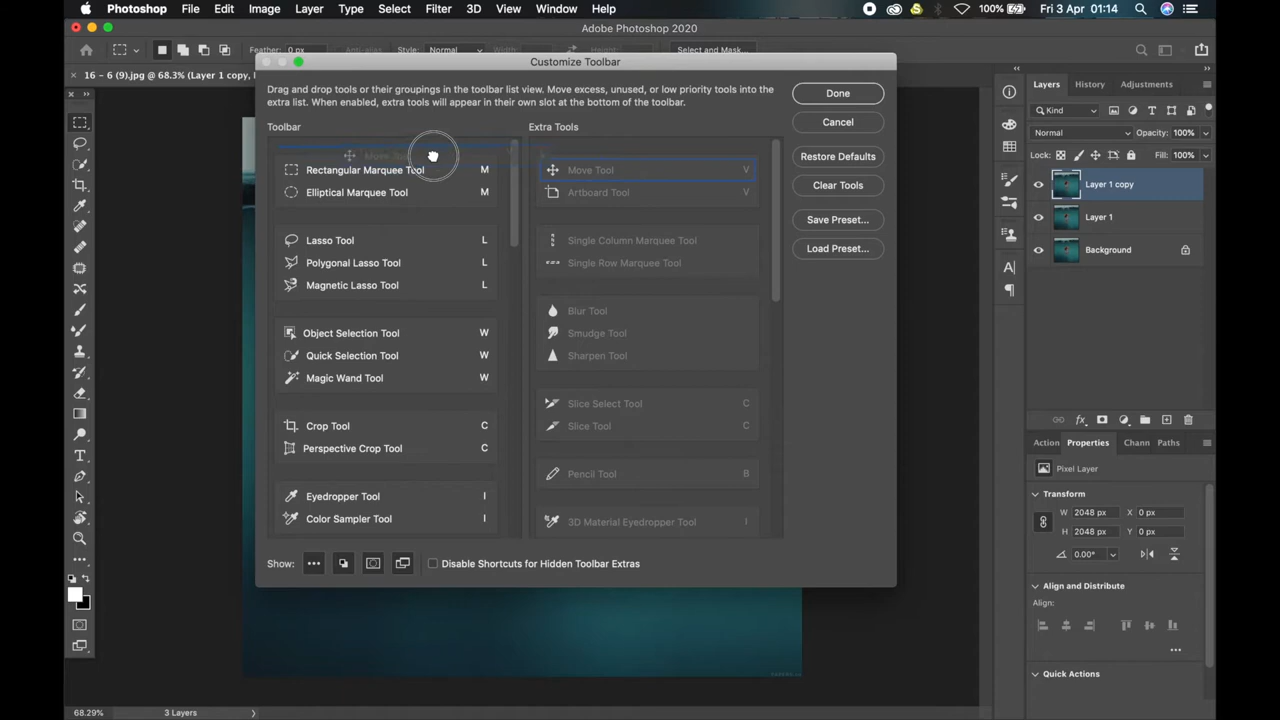 Photoshop File Edit Image Layer Type Select Filter 3D View Window Help 100% Fri 3 Apr 01:14
Adobe Photoshop 2020
Feather: 0 px Anti-alias Style: Normal Select and Mask...
16 – 6 (9).jpg @ 68.3% (Layer 1 copy,
Customize Toolbar
Drag and drop tools or their groupings in the toolbar list view. Move excess, unused, or low priority tools into the
extra list. When enabled, extra tools will appear in their own slot at the bottom of the toolbar.
Done
Cancel
Restore Defaults
Clear Tools
Save Preset...
Load Preset...
Toolbar
Rectangular Marquee Tool M
Elliptical Marquee Tool M
Lasso Tool L
Polygonal Lasso Tool L
Magnetic Lasso Tool L
Object Selection Tool W
Quick Selection Tool W
Magic Wand Tool W
Crop Tool C
Perspective Crop Tool C
Eyedropper Tool I
Color Sampler Tool I
Extra Tools
Move Tool V
Artboard Tool V
Single Column Marquee Tool
Single Row Marquee Tool
Blur Tool
Smudge Tool
Sharpen Tool
Slice Select Tool C
Slice Tool C
Pencil Tool B
3D Material Eyedropper Tool I
Show: Disable Shortcuts for Hidden Toolbar Extras
Layers History Adjustments
Kind
Normal Opacity: 100%
Lock: Fill: 100%
Layer 1 copy
Layer 1
Background
fx
Action Properties Chann Paths
Pixel Layer
Transform
W 2048 px X 0 px
H 2048 px Y 0 px
0.00°
Align and Distribute
Align:
Quick Actions
68.29% 3 Layers